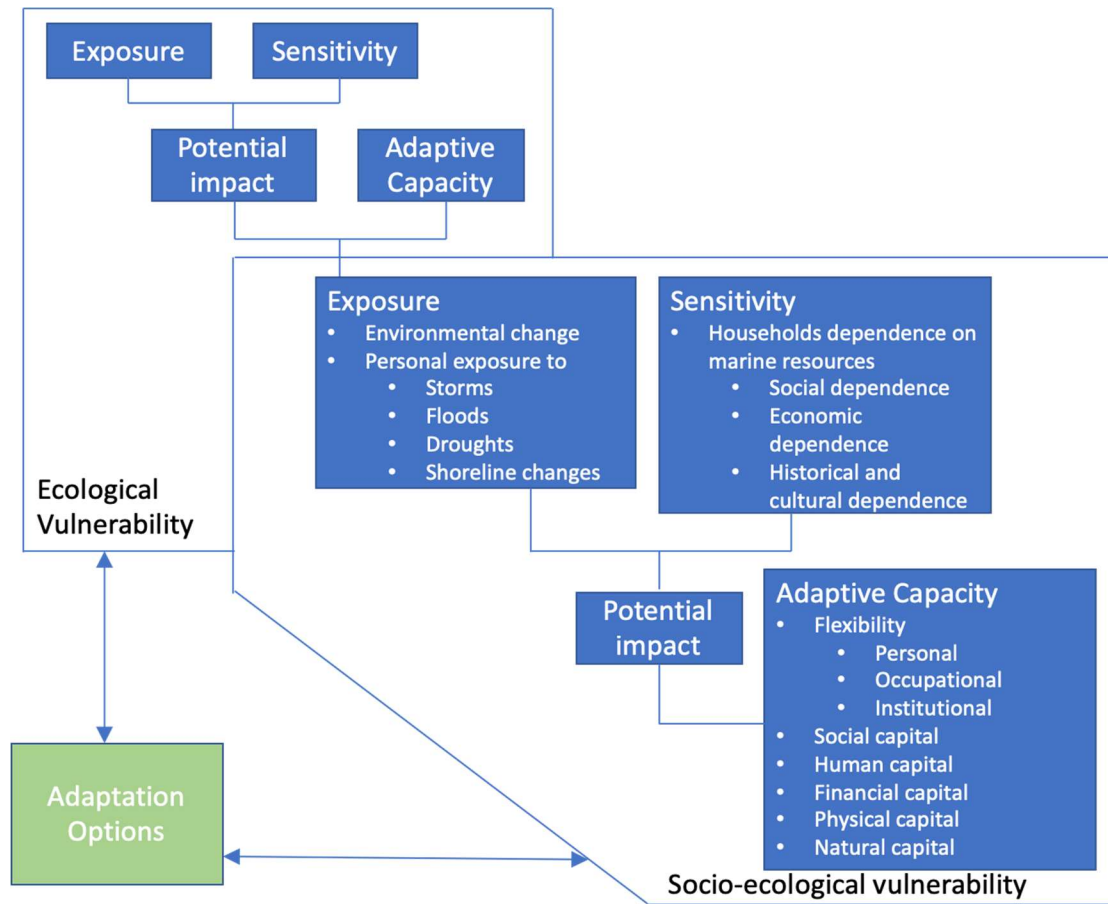 Exposure
Sensitivity
Potential
impact
Adaptive
Capacity
Exposure
• Environmental change
• Personal exposure to
• Storms
• Floods
• Droughts
• Shoreline changes
Sensitivity
• Households dependence on
marine resources
• Social dependence
• Economic
dependence
• Historical and
cultural dependence
Ecological
Vulnerability
Potential
impact
Adaptive Capacity
• Flexibility
• Personal
• Occupational
• Institutional
• Social capital
• Human capital
• Financial capital
• Physical capital
• Natural capital
Adaptation
Options
Socio-ecological vulnerability